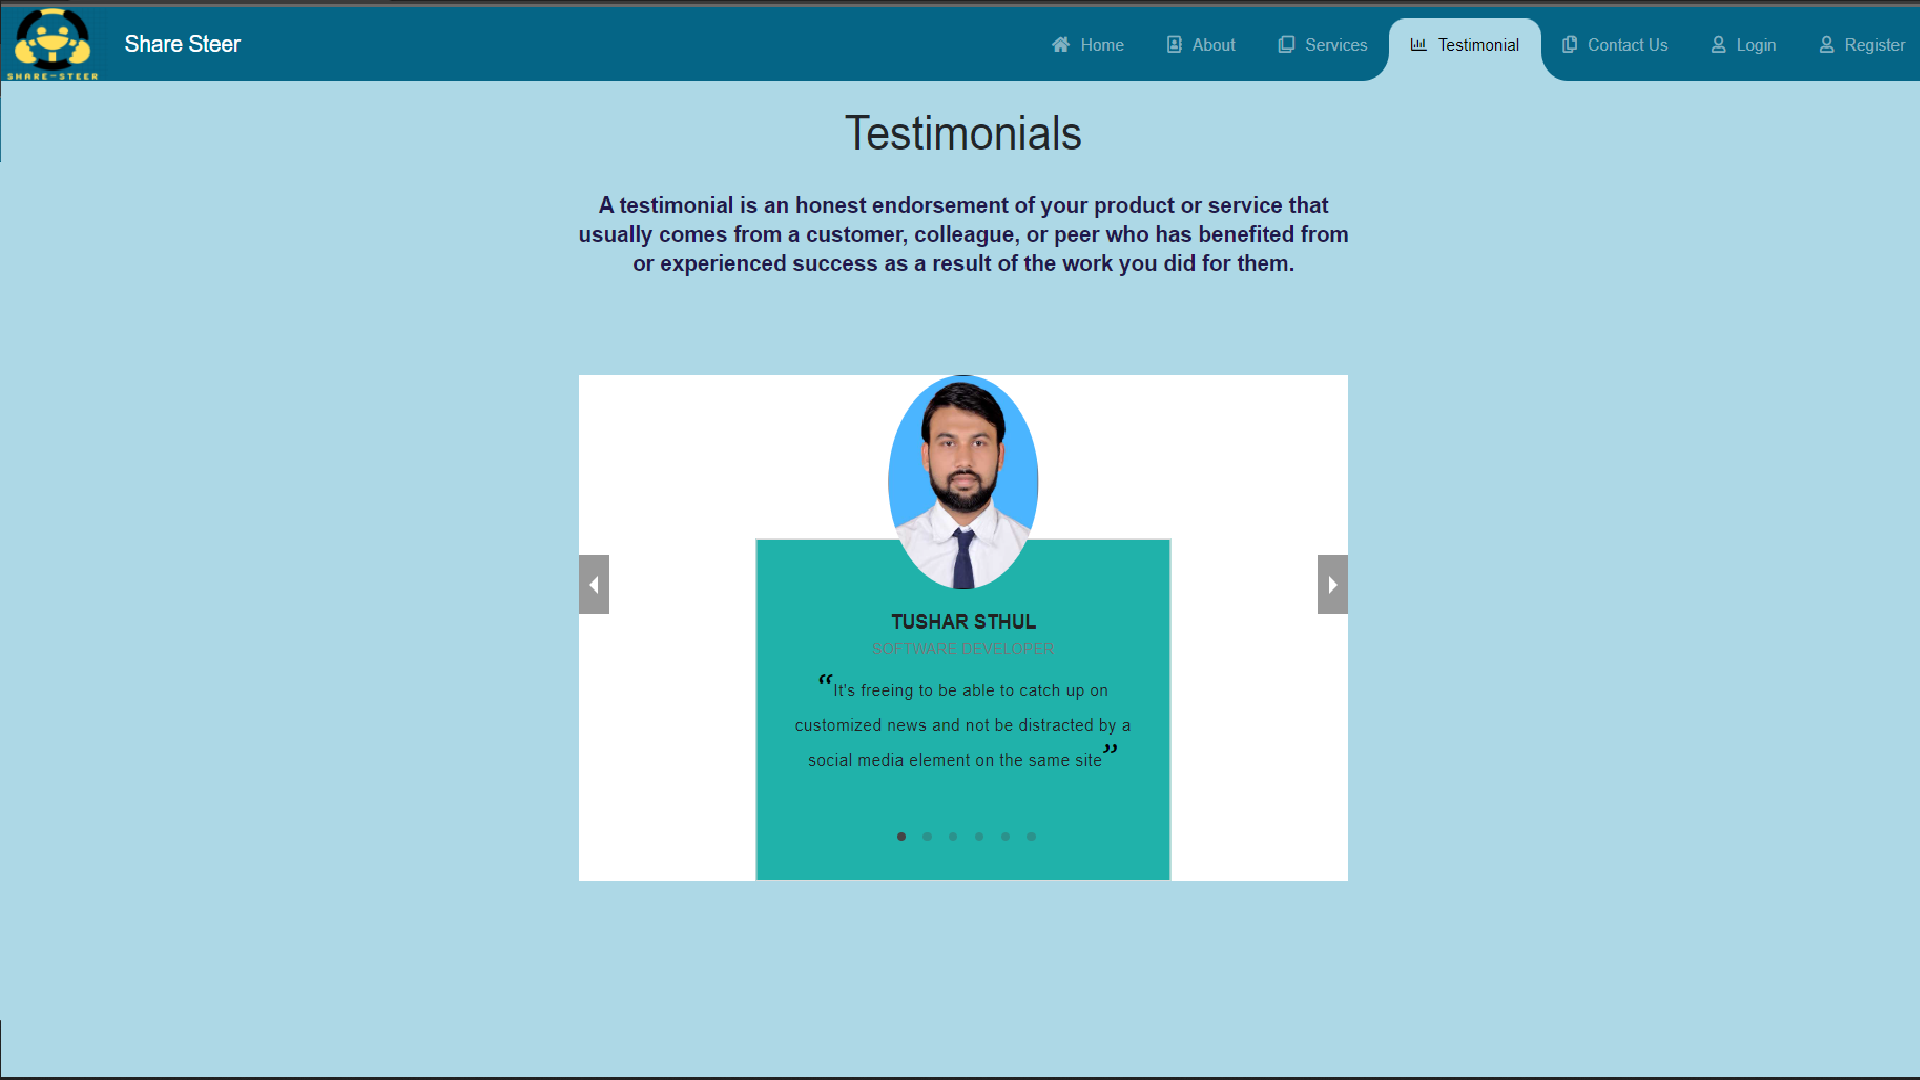 SHARE-STEER
Share Steer
Home
About
Services
Testimonial
Contact Us
Login
Register
Testimonials
A testimonial is an honest endorsement of your product or service that
usually comes from a customer, colleague, or peer who has benefited from
or experienced success as a result of the work you did for them.
TUSHAR STHUL
SOFTWARE DEVELOPER
“It's freeing to be able to catch up on
customized news and not be distracted by a
social media element on the same site”